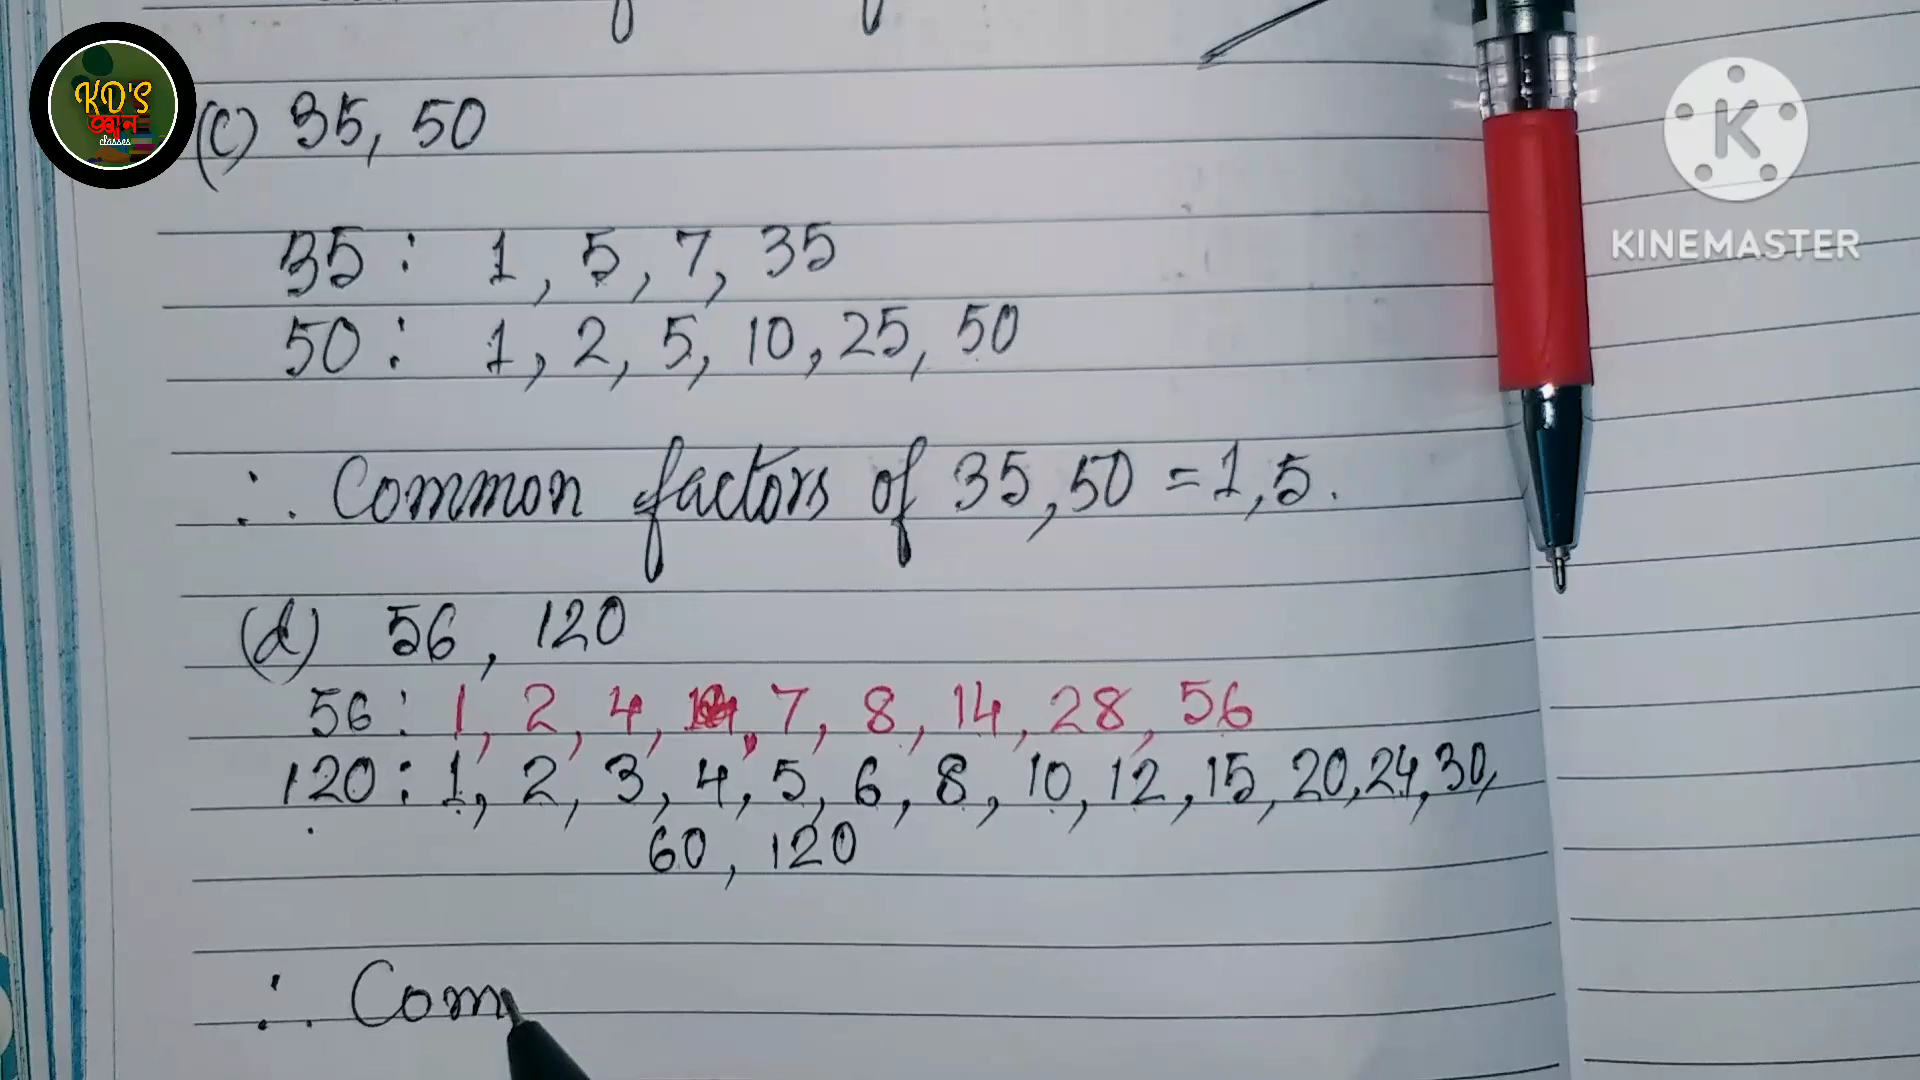 KD'S
জ্ঞান
classes
K
KINEMASTER
(c) 35, 50
35 : 1, 5, 7, 35
50 : 1, 2, 5, 10, 25, 50
∴ Common factors of 35, 50 = 1, 5.
(d) 56, 120
56 : 1, 2, 4, 7, 8, 14, 28, 56
120 : 1, 2, 3, 4, 5, 6, 8, 10, 12, 15, 20, 24, 30,
60, 120
∴ Com